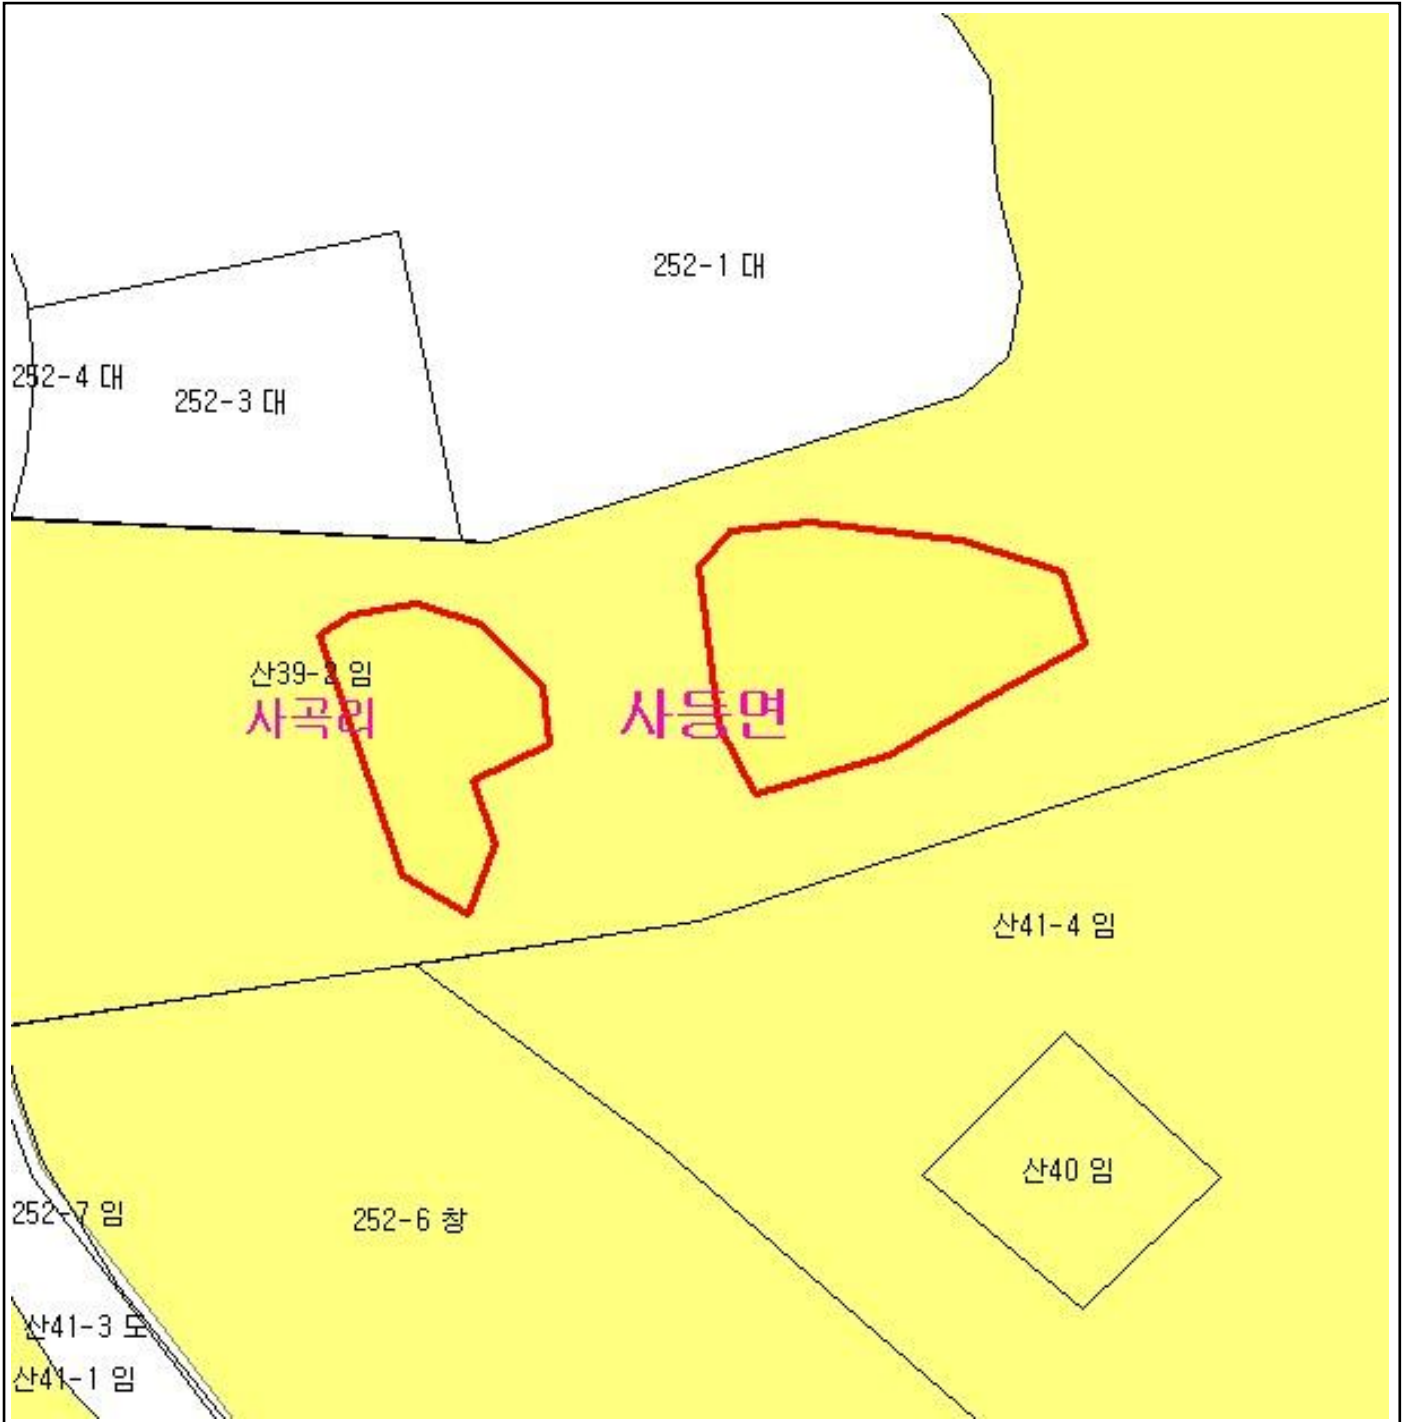 252-1 대
252-4 대
252-3 대
산39-2 임
사곡리
사등면
산41-4 임
산40 임
252-7 임
252-6 창
산41-3 도
산41-1 임